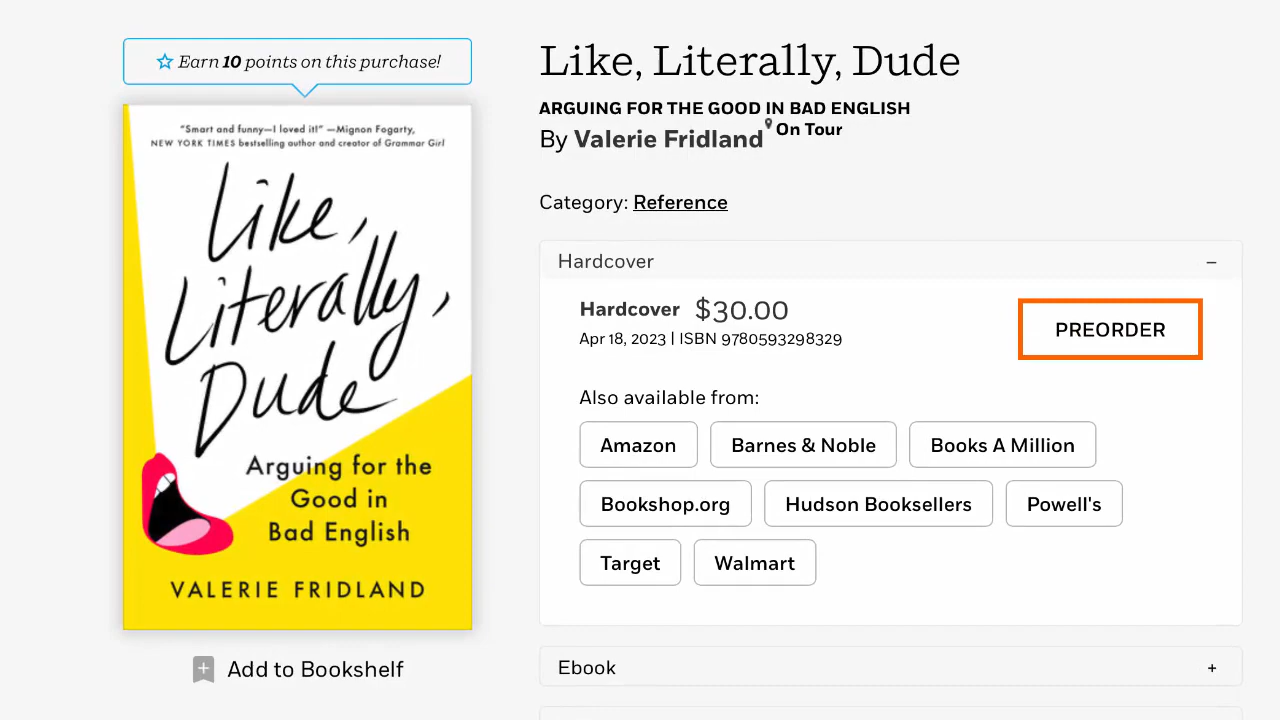 Earn 10 points on this purchase!
"Smart and funny—I loved it!" —Mignon Fogarty,
NEW YORK TIMES bestselling author and creator of Grammar Girl
Like,
Literally,
Dude
Arguing for the
Good in
Bad English
VALERIE FRIDLAND
Add to Bookshelf
Like, Literally, Dude
ARGUING FOR THE GOOD IN BAD ENGLISH
By Valerie Fridland On Tour
Category: Reference
Hardcover –
Hardcover $30.00
Apr 18, 2023 | ISBN 9780593298329
PREORDER
Also available from:
Amazon Barnes & Noble Books A Million
Bookshop.org Hudson Booksellers Powell's
Target Walmart
Ebook +